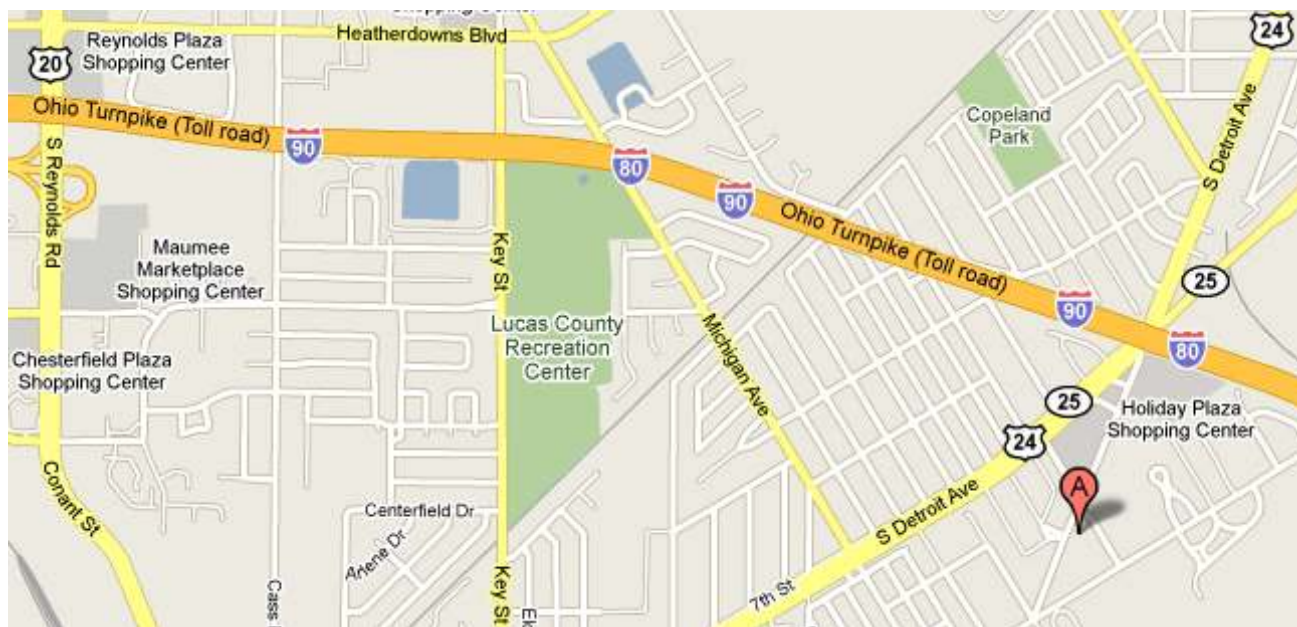 Shopping Center
Heatherdowns Blvd
24
Reynolds Plaza
Shopping Center
20
Ohio Turnpike (Toll road)
90
80
90
Copeland
Park
S Detroit Ave
S Reynolds Rd
Ohio Turnpike (Toll road)
Maumee
Marketplace
Shopping Center
Key St
25
90
80
Lucas County
Recreation
Center
Michigan Ave
Chesterfield Plaza
Shopping Center
25
Holiday Plaza
Shopping Center
24
A
Conant St
Centerfield Dr
Arlene Dr
S Detroit Ave
Cass
Key St
7th St